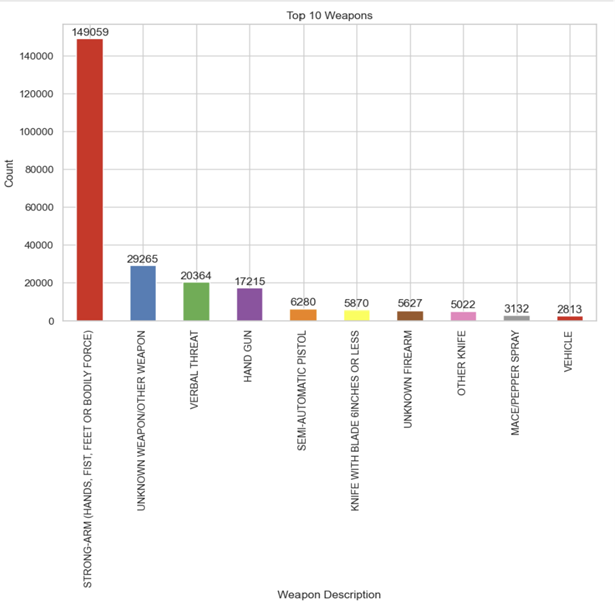 Top 10 Weapons
149059
140000
120000
100000
80000
60000
40000
20000
0
Count
29265
20364
17215
6280
5870
5627
5022
3132
2813
STRONG-ARM (HANDS, FIST, FEET OR BODILY FORCE)
UNKNOWN WEAPON/OTHER WEAPON
VERBAL THREAT
HAND GUN
SEMI-AUTOMATIC PISTOL
KNIFE WITH BLADE 6INCHES OR LESS
UNKNOWN FIREARM
OTHER KNIFE
MACE/PEPPER SPRAY
VEHICLE
Weapon Description